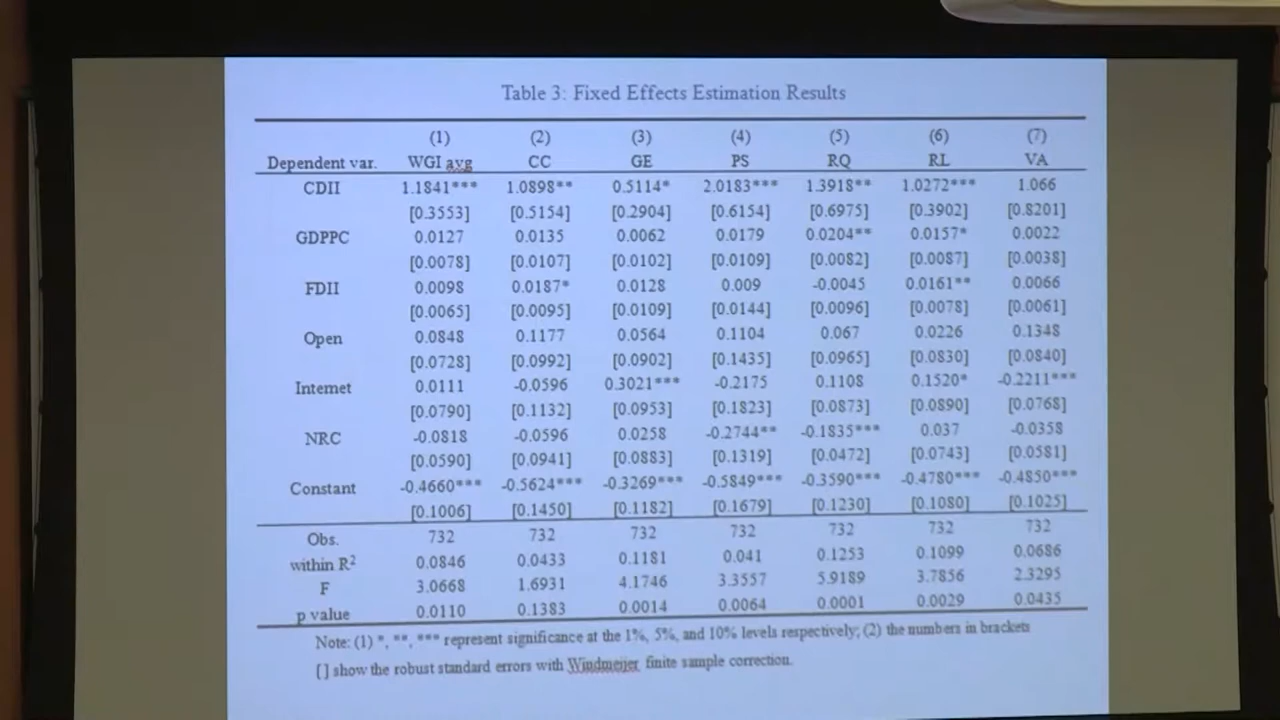 Table 3: Fixed Effects Estimation Results
(1) (2) (3) (4) (5) (6) (7)
Dependent var. WGI avg CC GE PS RQ RL VA
CDII 1.1841*** 1.0898** 0.5114* 2.0183*** 1.3918** 1.0272*** 1.066
[0.3553] [0.5154] [0.2904] [0.6154] [0.6975] [0.3902] [0.8201]
GDPPC 0.0127 0.0135 0.0062 0.0179 0.0204** 0.0157* 0.0022
[0.0078] [0.0107] [0.0102] [0.0109] [0.0082] [0.0087] [0.0038]
FDII 0.0098 0.0187* 0.0128 0.009 -0.0045 0.0161** 0.0066
[0.0065] [0.0095] [0.0109] [0.0144] [0.0096] [0.0078] [0.0061]
Open 0.0848 0.1177 0.0564 0.1104 0.067 0.0226 0.1348
[0.0728] [0.0992] [0.0902] [0.1435] [0.0965] [0.0830] [0.0840]
Internet 0.0111 -0.0596 0.3021*** -0.2175 0.1108 0.1520* -0.2211***
[0.0790] [0.1132] [0.0953] [0.1823] [0.0873] [0.0890] [0.0768]
NRC -0.0818 -0.0596 0.0258 -0.2744** -0.1835*** 0.037 -0.0358
[0.0590] [0.0941] [0.0883] [0.1319] [0.0472] [0.0743] [0.0581]
Constant -0.4660*** -0.5624*** -0.3269*** -0.5849*** -0.3590*** -0.4780*** -0.4850***
[0.1006] [0.1450] [0.1182] [0.1679] [0.1230] [0.1080] [0.1025]
Obs. 732 732 732 732 732 732 732
within R² 0.0846 0.0433 0.1181 0.041 0.1253 0.1099 0.0686
F 3.0668 1.6931 4.1746 3.3557 5.9189 3.7856 2.3295
p value 0.0110 0.1383 0.0014 0.0064 0.0001 0.0029 0.0435
Note: (1) *, **, *** represent significance at the 1%, 5%, and 10% levels respectively; (2) the numbers in brackets
[] show the robust standard errors with Windmeijer finite sample correction.